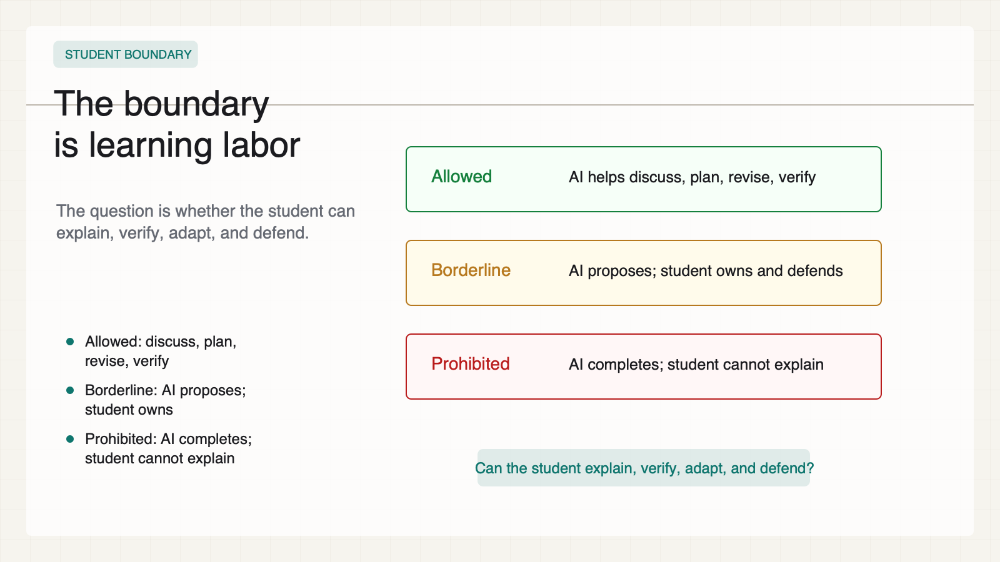 STUDENT BOUNDARY
The boundary
is learning labor
The question is whether the student can
explain, verify, adapt, and defend.
Allowed: discuss, plan,
revise, verify
Borderline: AI proposes;
student owns
Prohibited: AI completes;
student cannot explain
Allowed AI helps discuss, plan, revise, verify
Borderline AI proposes; student owns and defends
Prohibited AI completes; student cannot explain
Can the student explain, verify, adapt, and defend?